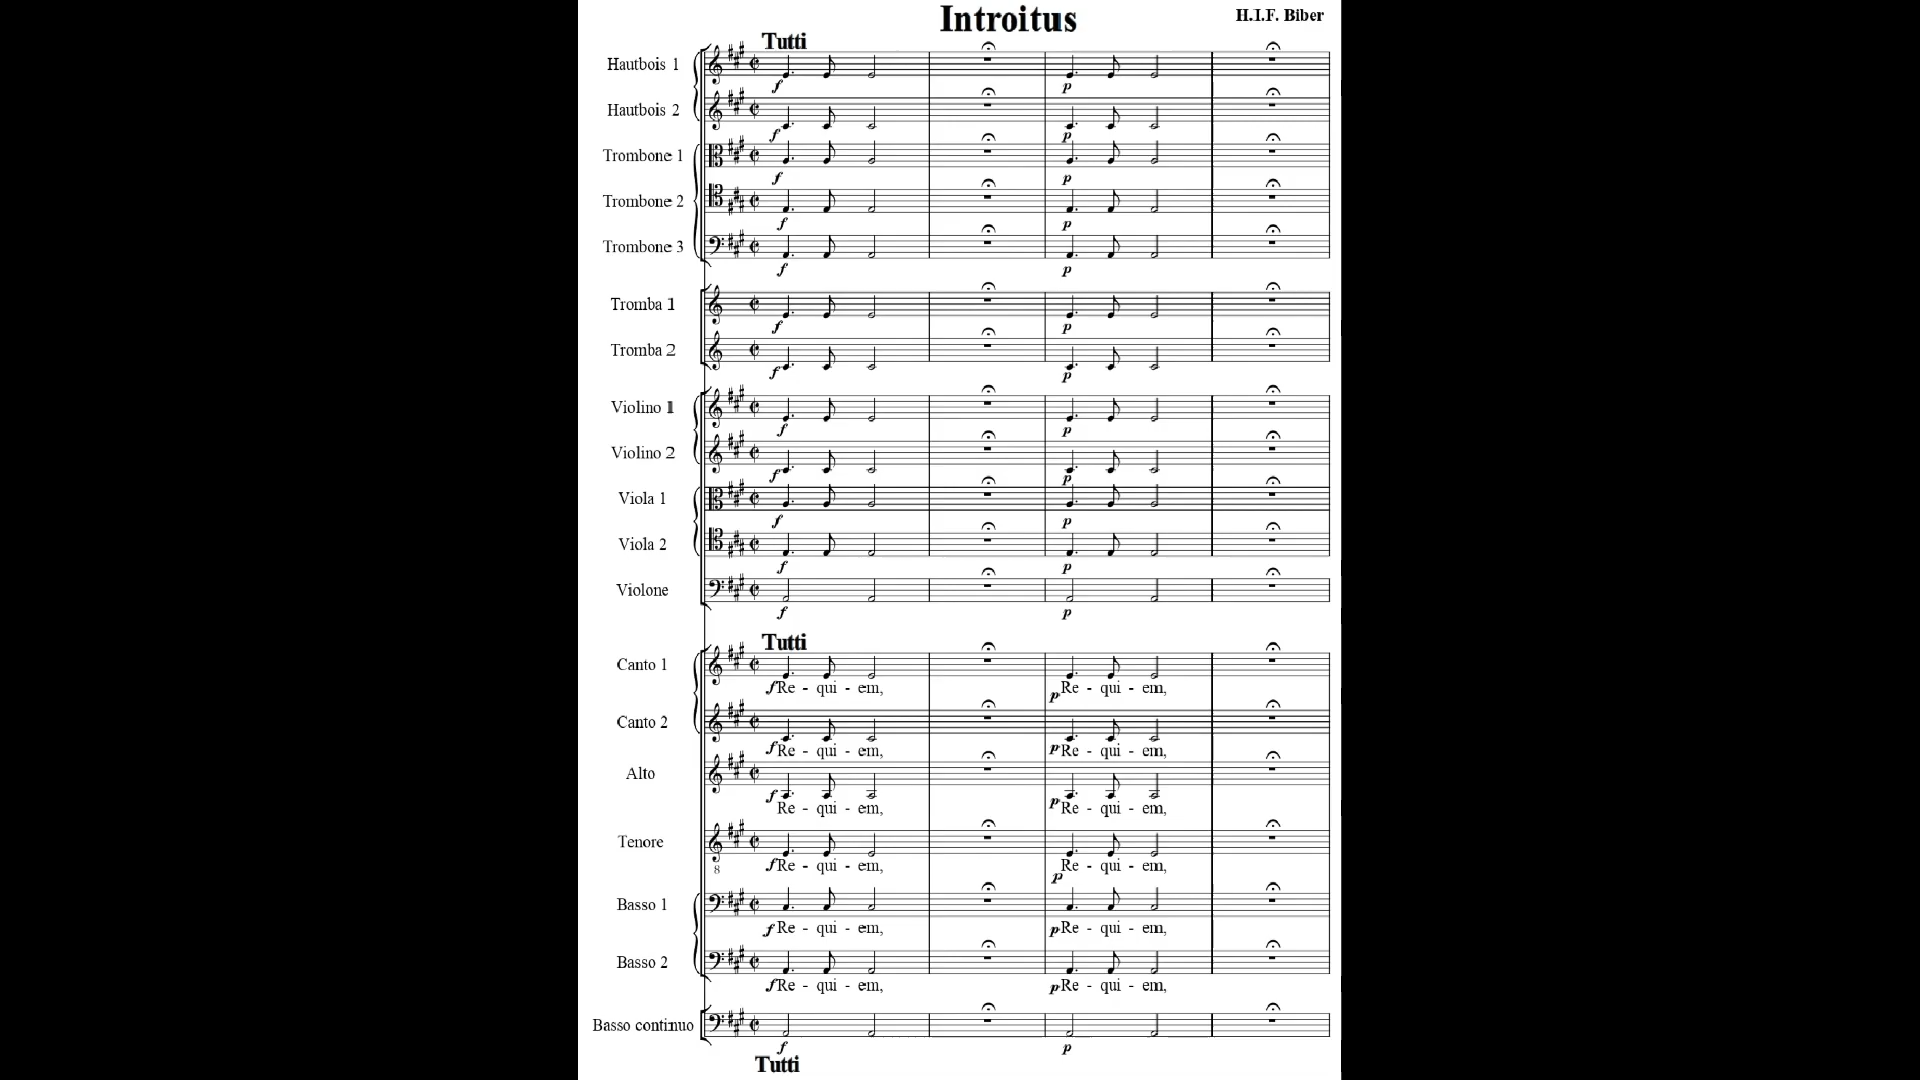 Introitus
H.I.F. Biber
Tutti
Hautbois 1
f p
Hautbois 2
f p
Trombone 1
f p
Trombone 2
f p
Trombone 3
f p
Tromba 1
f p
Tromba 2
f p
Violino 1
f p
Violino 2
f p
Viola 1
f p
Viola 2
f p
Violone
f p
Tutti
Canto 1
f Re - qui - em, p Re - qui - em,
Canto 2
f Re - qui - em, p Re - qui - em,
Alto
f Re - qui - em, p Re - qui - em,
Tenore
8
f Re - qui - em, p Re - qui - em,
Basso 1
f Re - qui - em, p Re - qui - em,
Basso 2
f Re - qui - em, p Re - qui - em,
Basso continuo
f p
Tutti